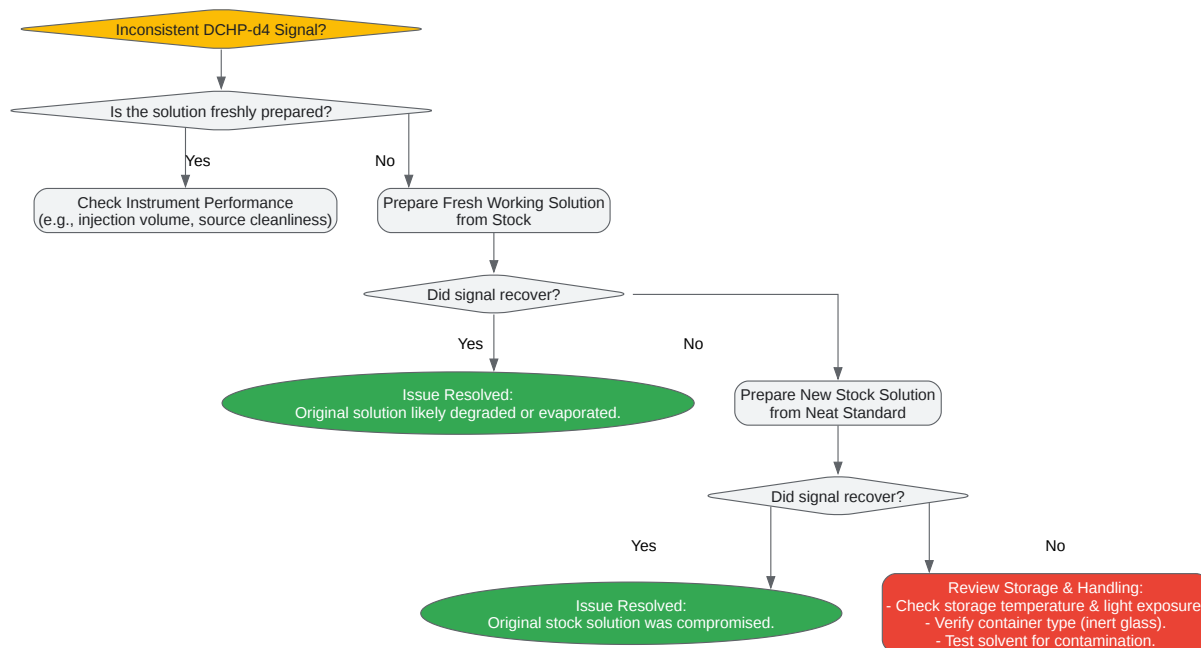 Inconsistent DCHP-d4 Signal?
Is the solution freshly prepared?
Yes
No
Check Instrument Performance
(e.g., injection volume, source cleanliness)
Prepare Fresh Working Solution
from Stock
Did signal recover?
Yes
No
Issue Resolved:
Original solution likely degraded or evaporated.
Prepare New Stock Solution
from Neat Standard
Did signal recover?
Yes
No
Issue Resolved:
Original stock solution was compromised.
Review Storage & Handling:
- Check storage temperature & light exposure
- Verify container type (inert glass).
- Test solvent for contamination.